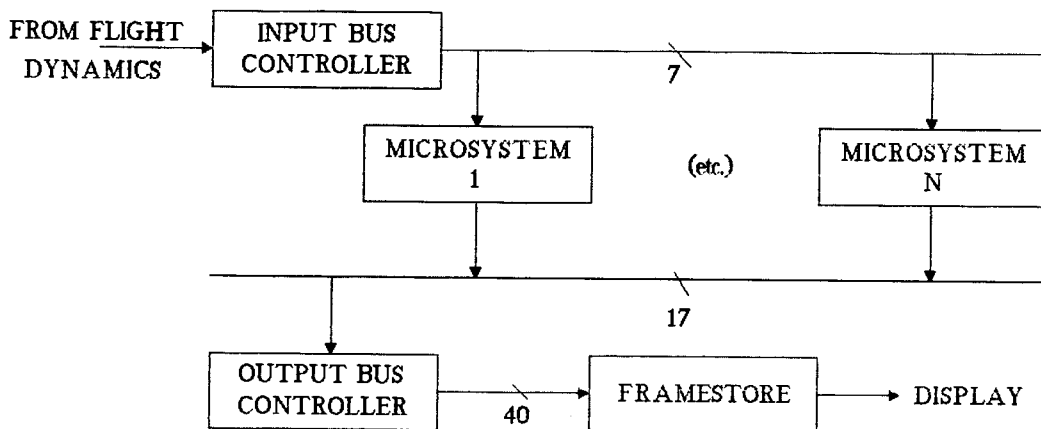 FROM FLIGHT
DYNAMICS
INPUT BUS
CONTROLLER
7
MICROSYSTEM
1
(etc.)
MICROSYSTEM
N
17
OUTPUT BUS
CONTROLLER
40
FRAMESTORE
DISPLAY